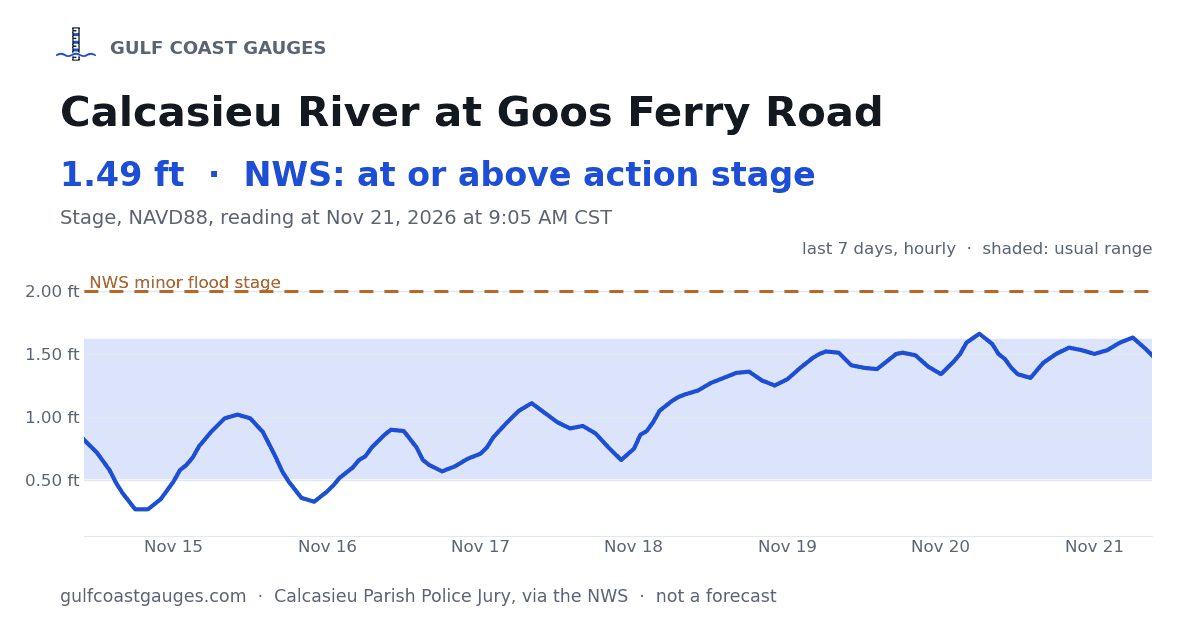 GULF COAST GAUGES
Calcasieu River at Goos Ferry Road
1.49 ft · NWS: at or above action stage
Stage, NAVD88, reading at Nov 21, 2026 at 9:05 AM CST
last 7 days, hourly · shaded: usual range
NWS minor flood stage
2.00 ft
1.50 ft
1.00 ft
0.50 ft
Nov 15 Nov 16 Nov 17 Nov 18 Nov 19 Nov 20 Nov 21
gulfcoastgauges.com · Calcasieu Parish Police Jury, via the NWS · not a forecast